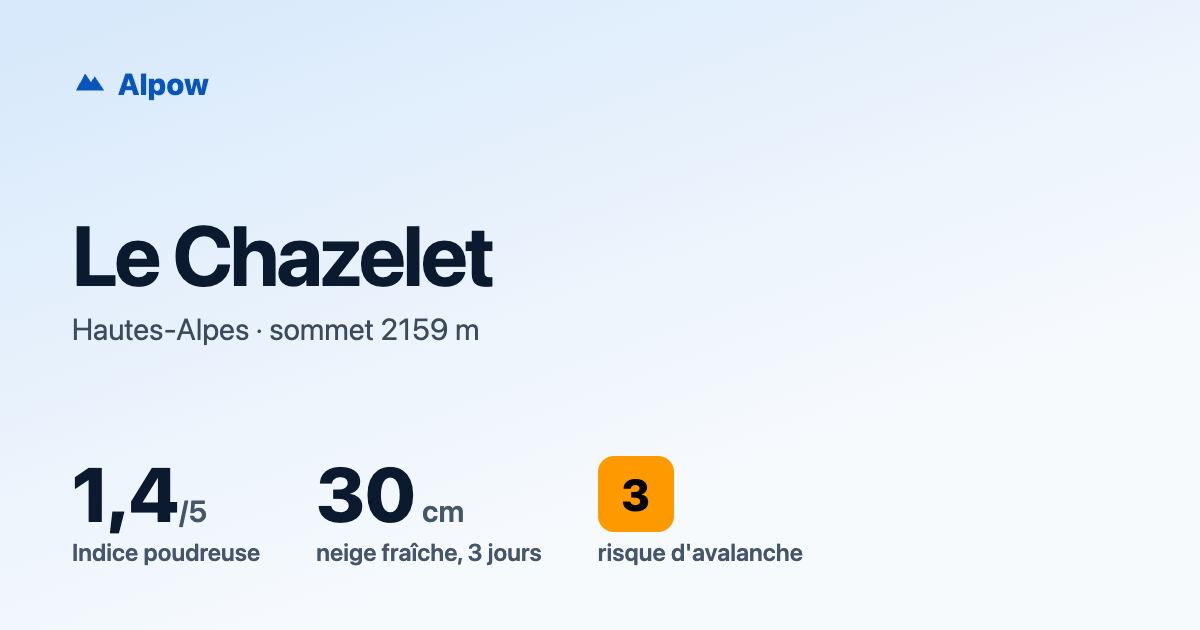 Alpow
Le Chazelet
Hautes-Alpes · sommet 2159 m
1,4/5
Indice poudreuse
30 cm
neige fraîche, 3 jours
3
risque d'avalanche